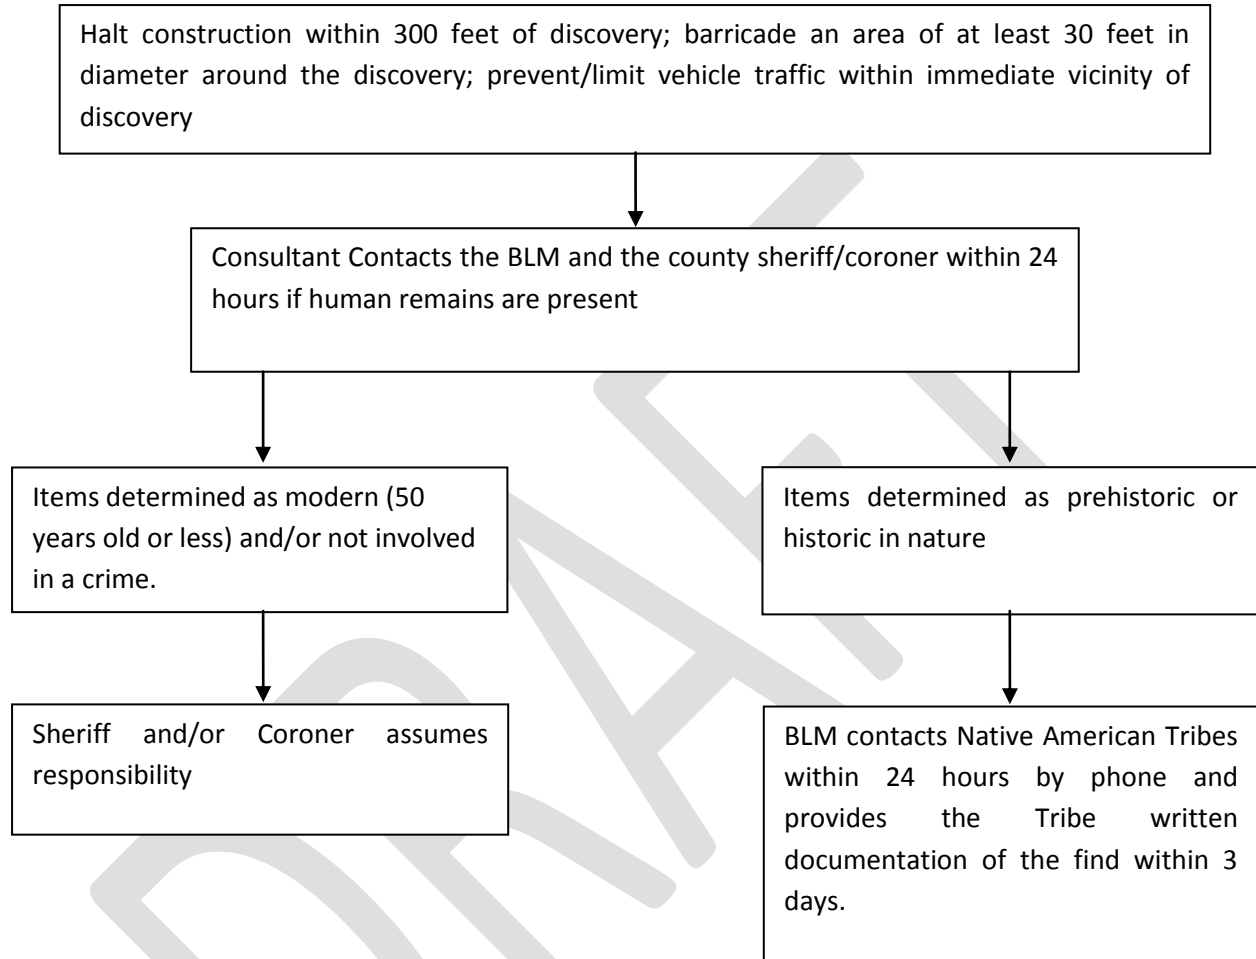 Halt construction within 300 feet of discovery; barricade an area of at least 30 feet in
diameter around the discovery; prevent/limit vehicle traffic within immediate vicinity of
discovery
Consultant Contacts the BLM and the county sheriff/coroner within 24
hours if human remains are present
Items determined as modern (50
years old or less) and/or not involved
in a crime.
Items determined as prehistoric or
historic in nature
Sheriff and/or Coroner assumes
responsibility
BLM contacts Native American Tribes
within 24 hours by phone and
provides the Tribe written
documentation of the find within 3
days.
DRAFT